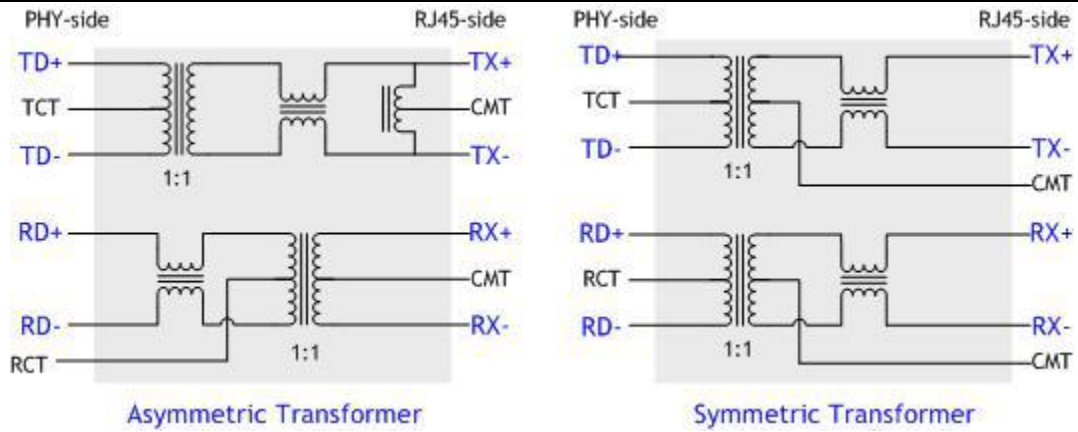 PHY-side
RJ45-side
TD+
TX+
TCT
CMT
TD-
TX-
1:1
RD+
RX+
CMT
RD-
RX-
RCT
1:1
Asymmetric Transformer
PHY-side
RJ45-side
TD+
TX+
TCT
TD-
TX-
1:1
CMT
RD+
RX+
RCT
RD-
RX-
1:1
CMT
Symmetric Transformer